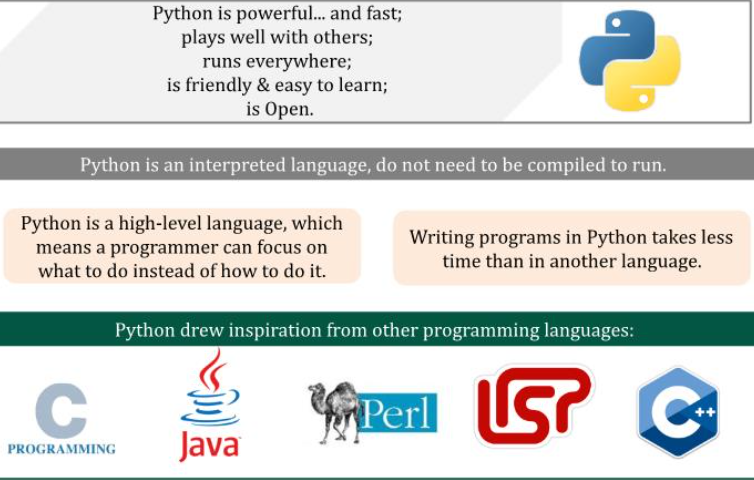 Python is powerful... and fast;
plays well with others;
runs everywhere;
is friendly & easy to learn;
is Open.
Python is an interpreted language, do not need to be compiled to run.
Python is a high-level language, which
means a programmer can focus on
what to do instead of how to do it.
Writing programs in Python takes less
time than in another language.
Python drew inspiration from other programming languages:
C
PROGRAMMING
Java
Perl
LISP
C++